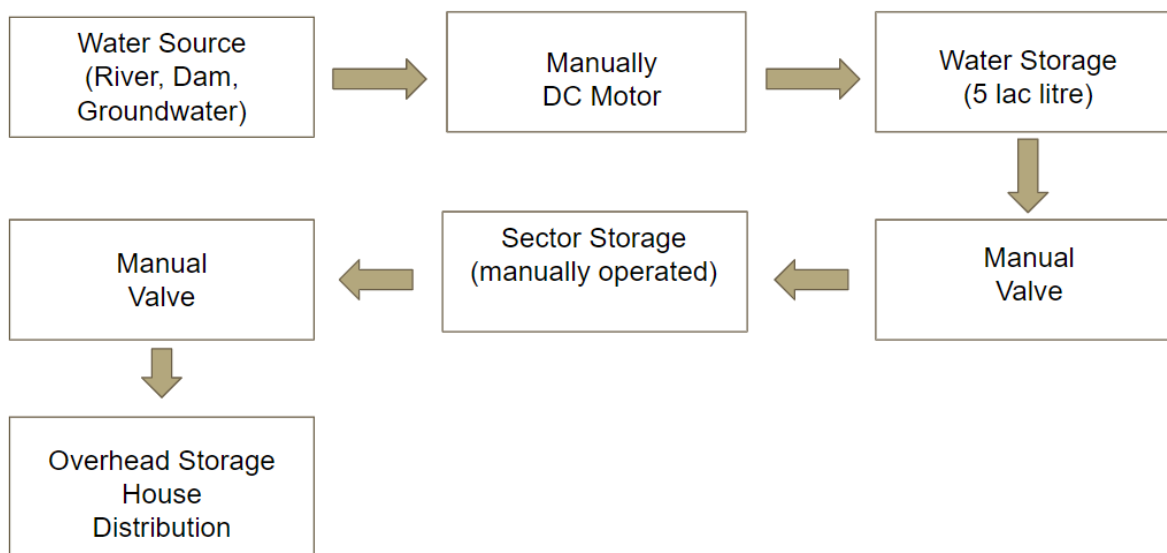 Water Source
(River, Dam,
Groundwater)
Manually
DC Motor
Water Storage
(5 lac litre)
Manual
Valve
Sector Storage
(manually operated)
Manual
Valve
Overhead Storage
House
Distribution